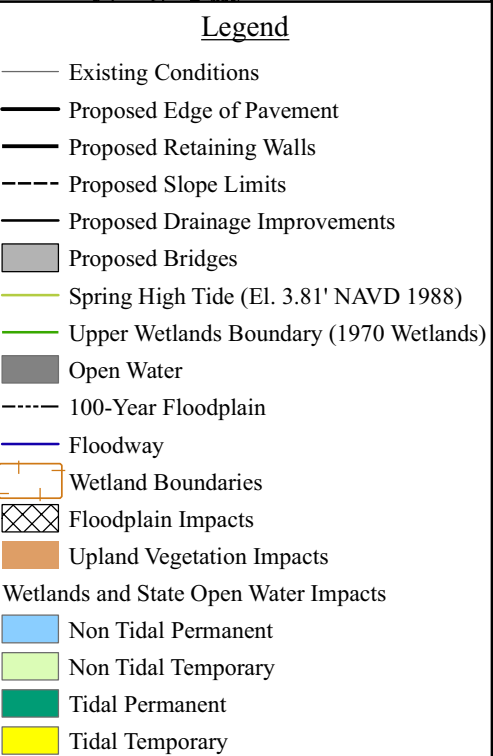 Legend
Existing Conditions
Proposed Edge of Pavement
Proposed Retaining Walls
Proposed Slope Limits
Proposed Drainage Improvements
Proposed Bridges
Spring High Tide (El. 3.81' NAVD 1988)
Upper Wetlands Boundary (1970 Wetlands)
Open Water
100-Year Floodplain
Floodway
Wetland Boundaries
Floodplain Impacts
Upland Vegetation Impacts
Wetlands and State Open Water Impacts
Non Tidal Permanent
Non Tidal Temporary
Tidal Permanent
Tidal Temporary